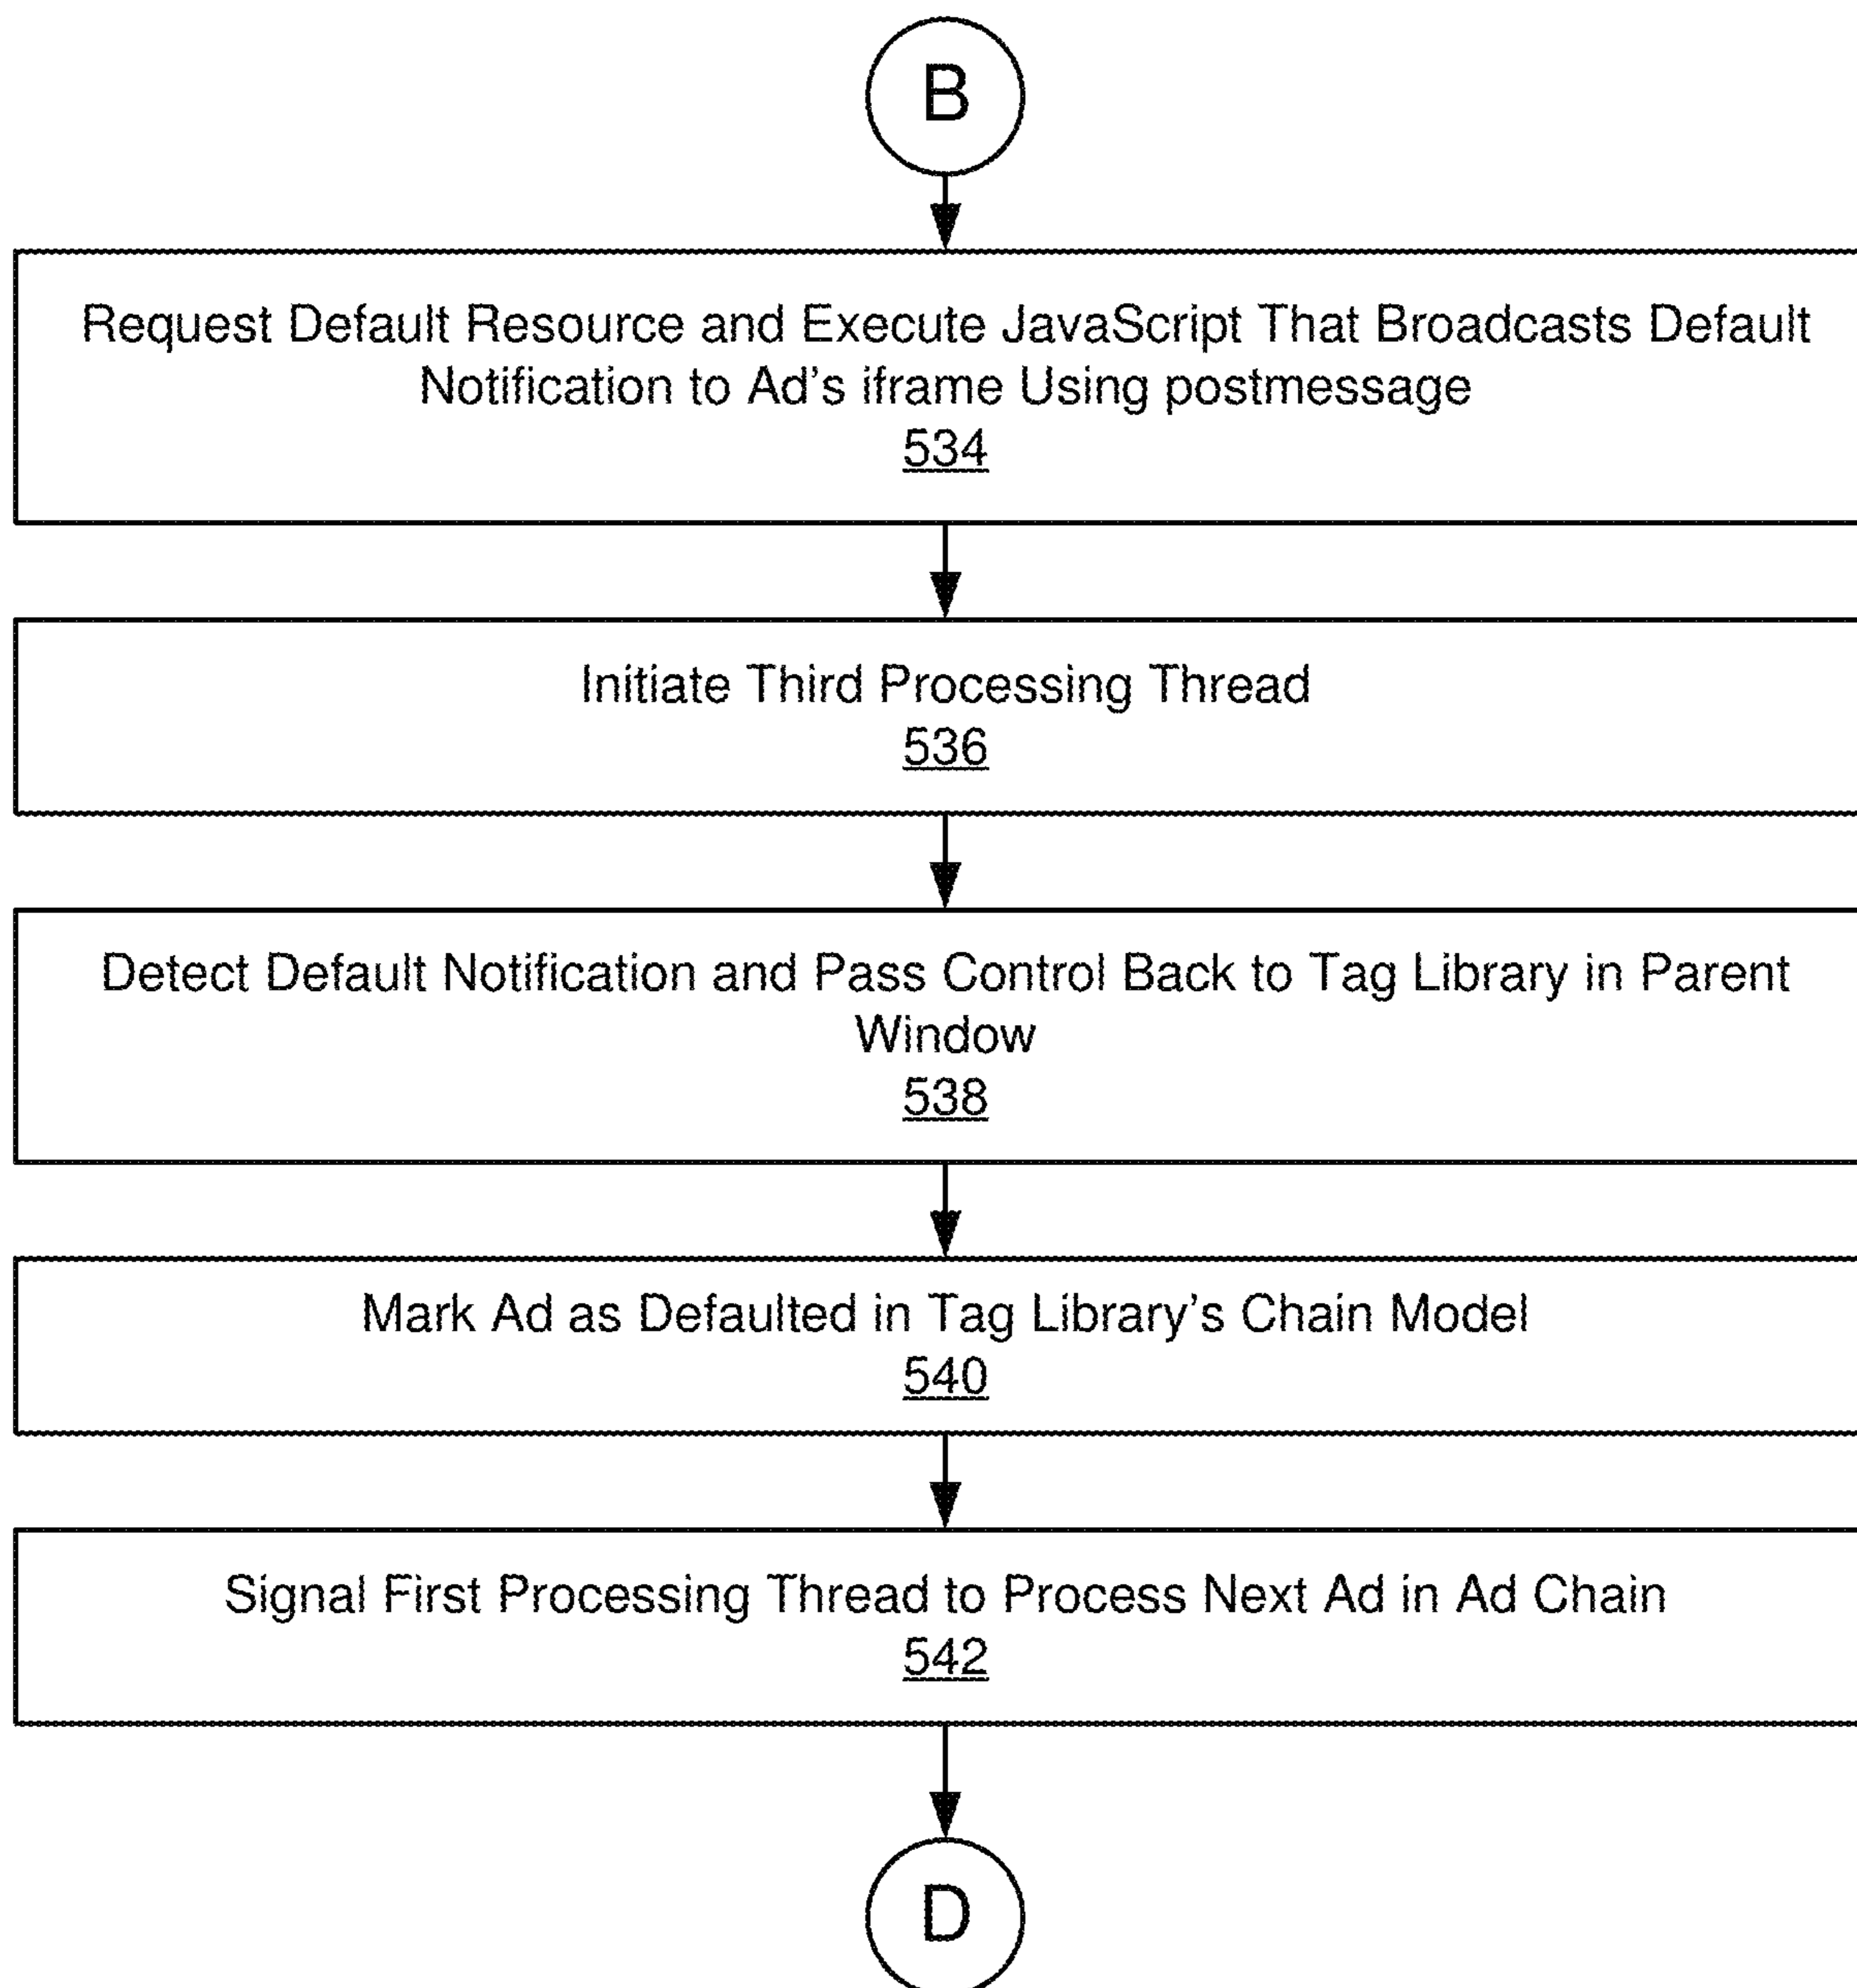 B
Request Default Resource and Execute JavaScript That Broadcasts Default
Notification to Ad's iframe Using postmessage
534
Initiate Third Processing Thread
536
Detect Default Notification and Pass Control Back to Tag Library in Parent
Window
538
Mark Ad as Defaulted in Tag Library's Chain Model
540
Signal First Processing Thread to Process Next Ad in Ad Chain
542
D